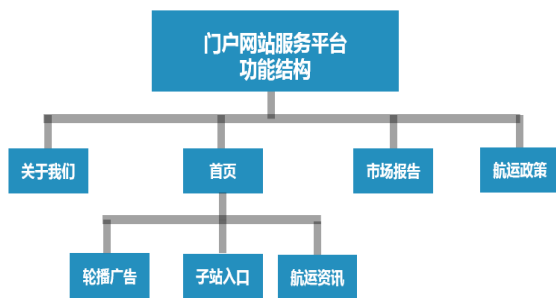 门户网站服务平台
功能结构
关于我们
首页
市场报告
航运政策
轮播广告
子站入口
航运资讯